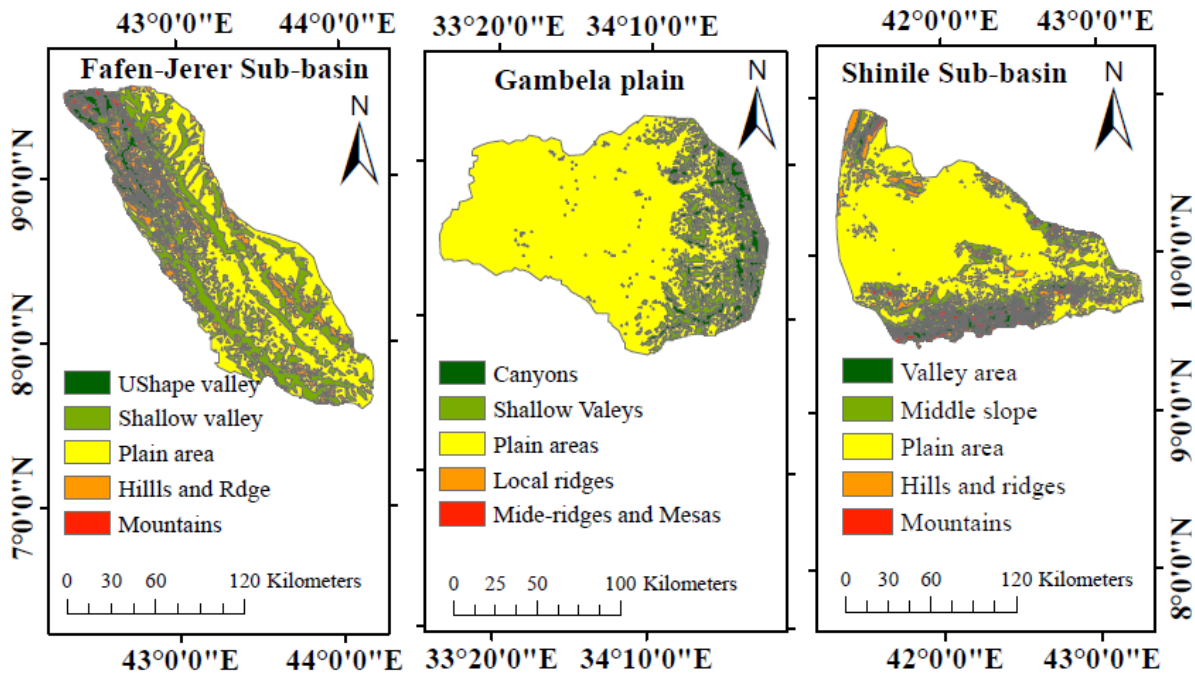 43°0'0"E 44°0'0"E
33°20'0"E 34°10'0"E
42°0'0"E 43°0'0"E
Fafen-Jerer Sub-basin
N
9°0'0"N
8°0'0"N
7°0'0"N
UShape valley
Shallow valley
Plain area
Hillls and Rdge
Mountains
0 30 60 120 Kilometers
43°0'0"E 44°0'0"E
Gambela plain
N
Canyons
Shallow Valeys
Plain areas
Local ridges
Mide-ridges and Mesas
0 25 50 100 Kilometers
33°20'0"E 34°10'0"E
Shinile Sub-basin
N
Valley area
Middle slope
Plain area
Hills and ridges
Mountains
0 30 60 120 Kilometers
10°0'0"N
9°0'0"N
8°0'0"N
42°0'0"E 43°0'0"E